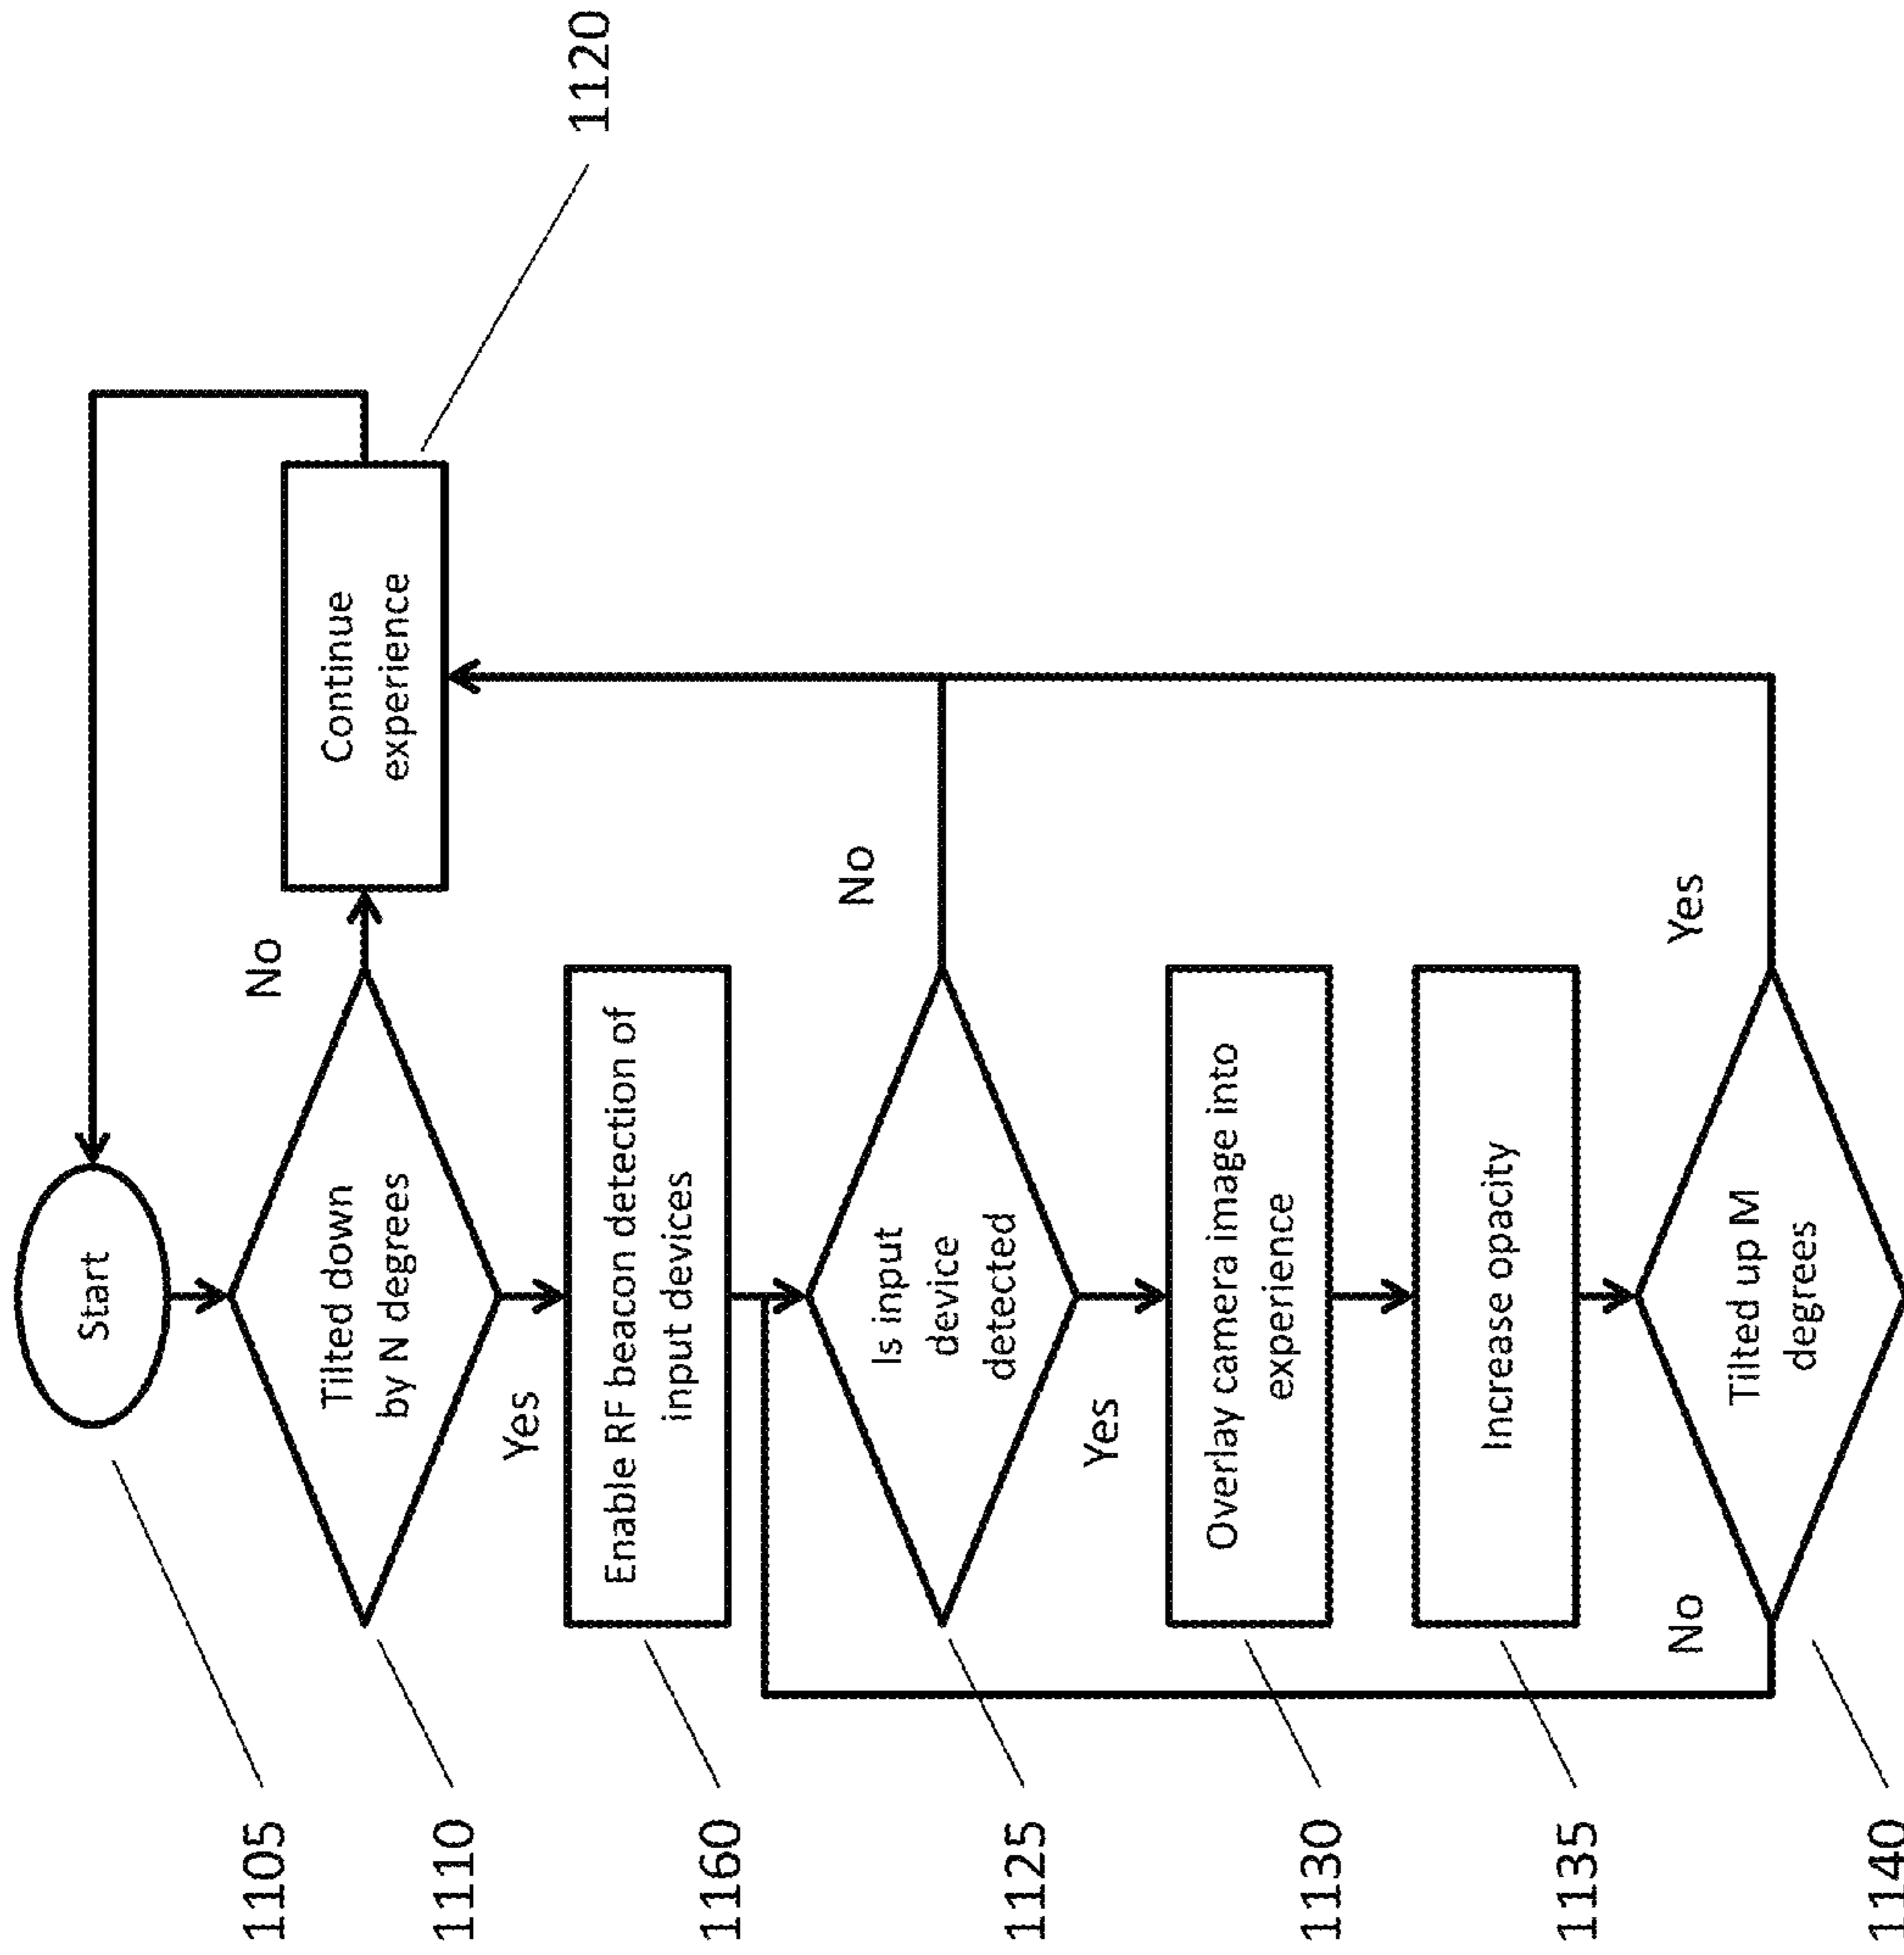 1105
Start
1110
Tilted down
by N degrees
No
Continue
experience
1120
Yes
1160
Enable RF beacon detection of
input devices
1125
Is input
device
detected
No
Yes
1130
Overlay camera image into
experience
1135
Increase opacity
1140
No
Tilted up M
degrees
Yes